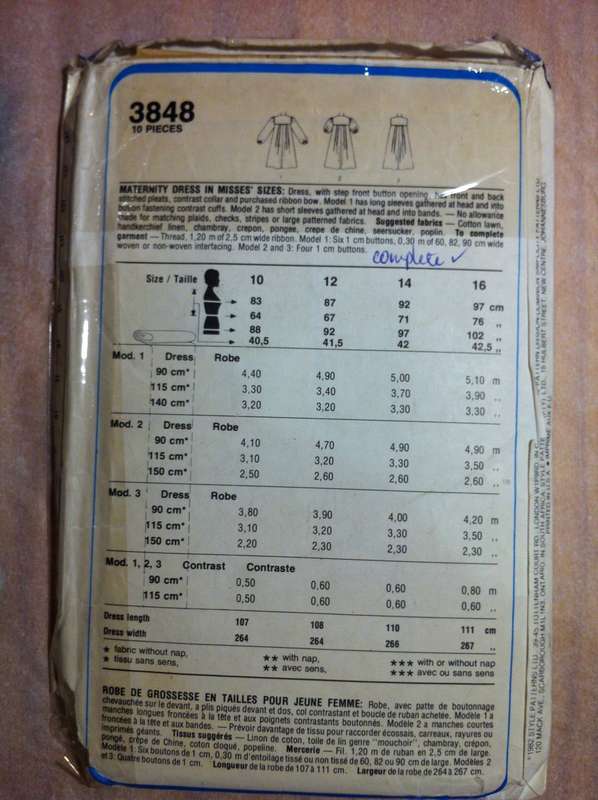 3848
10 PIECES
1 2 3
MATERNITY DRESS IN MISSES' SIZES: Dress, with step front button opening, has front and back
stitched pleats, contrast collar and purchased ribbon bow. Model 1 has long sleeves gathered at head and into
button fastening contrast cuffs. Model 2 has short sleeves gathered at head and into bands. — No allowance
made for matching plaids, checks, stripes or large patterned fabrics. Suggested fabrics — Cotton lawn,
handkerchief linen, chambray, crepon, pongee, crepe de chine, seersucker, poplin. To complete
garment — Thread, 1,20 m of 2,5 cm wide ribbon. Model 1: Six 1 cm buttons, 0,30 m of 60, 82, 90 cm wide
woven or non-woven interfacing. Model 2 and 3: Four 1 cm buttons.
complete ✓
Size / Taille 10 12 14 16
83 87 92 97 cm
64 67 71 76 ,,
88 92 97 102 ,,
40,5 41,5 42 42,5 ,,
Mod. 1 Dress Robe
90 cm* 4,40 4,90 5,00 5,10 m
115 cm* 3,30 3,40 3,70 3,90 ,,
140 cm* 3,20 3,20 3,30 3,30 ,,
Mod. 2 Dress Robe
90 cm* 4,10 4,70 4,90 4,90 m
115 cm* 3,10 3,20 3,30 3,50 ,,
150 cm* 2,50 2,60 2,60 2,60 ,,
Mod. 3 Dress Robe
90 cm* 3,80 3,90 4,00 4,20 m
115 cm* 3,10 3,20 3,30 3,50 ,,
150 cm* 2,20 2,30 2,30 2,30 ,,
Mod. 1, 2, 3 Contrast Contraste
90 cm* 0,50 0,60 0,60 0,80 m
115 cm* 0,50 0,60 0,60 0,60 ,,
Dress length 107 108 110 111 cm
Dress width 264 264 266 267 ,,
* fabric without nap, ** with nap, *** with or without nap
* tissu sans sens, ** avec sens, *** avec ou sans sens
ROBE DE GROSSESSE EN TAILLES POUR JEUNE FEMME: Robe, avec patte de boutonnage
chevauchée sur le devant, a plis piqués devant et dos, col contrastant et boucle de ruban achetée. Modèle 1 a
manches longues froncées à la tête et aux poignets contrastants boutonnés. Modèle 2 a manches courtes
froncées à la tête et aux bandes. — Prévoir davantage de tissu pour raccorder écossais, carreaux, rayures ou
imprimés géants. Tissus suggérés — Linon de coton, toile de lin genre "mouchoir", chambray, crépon,
pongé, crêpe de Chine, coton cloqué, popeline. Mercerie — Fil. 1,20 m de ruban en 2,5 cm de large.
Modèle 1: Six boutons de 1 cm, 0,30 m d'entoilage tissé ou non tissé de 60, 82 ou 90 cm de large. Modèles 2
et 3: Quatre boutons de 1 cm. Longueur de la robe de 107 à 111 cm. Largeur de la robe de 264 à 267 cm.